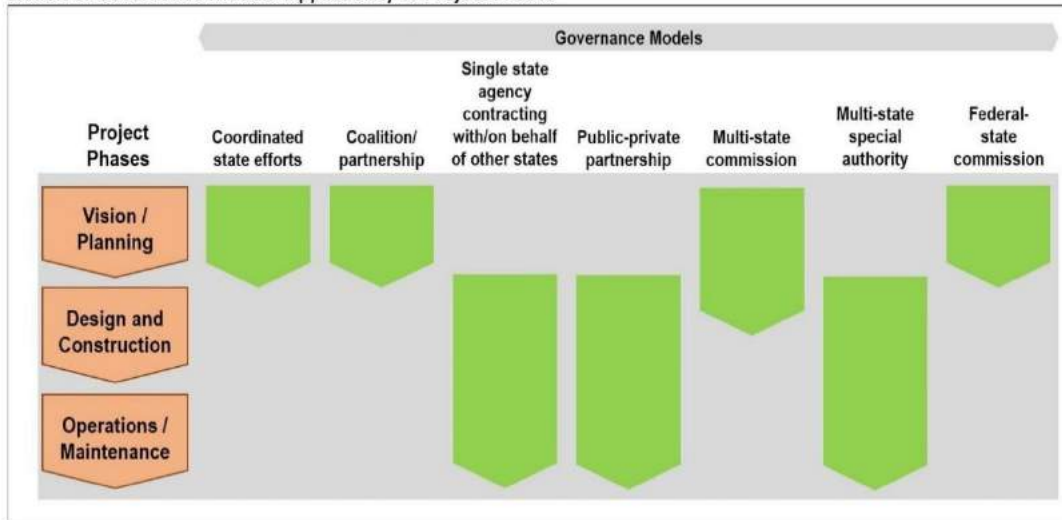 Governance Models
Project
Phases
Coordinated
state efforts
Coalition/
partnership
Single state
agency
contracting
with/on behalf
of other states
Public-private
partnership
Multi-state
commission
Multi-state
special
authority
Federal-
state
commission
Vision /
Planning
Design and
Construction
Operations /
Maintenance